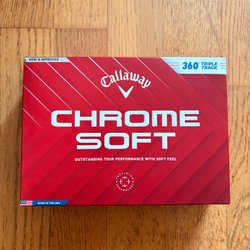 NEW & IMPROVED
360° TRIPLE
TRACK
Callaway
CHROME
SOFT
OUTSTANDING TOUR PERFORMANCE WITH SOFT FEEL
MADE IN THE USA